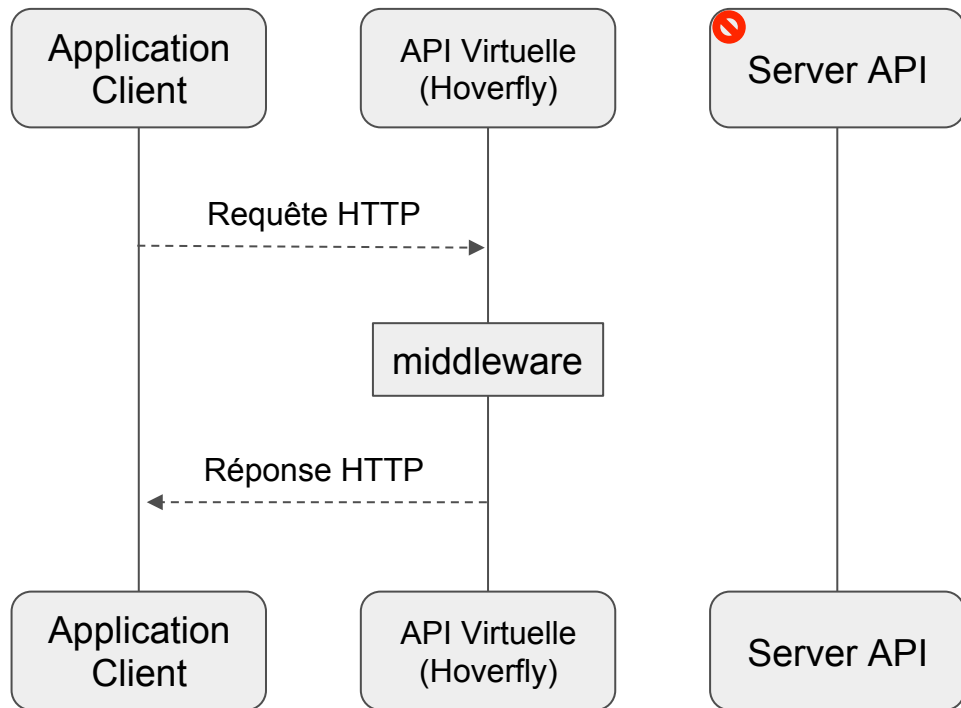 Application
Client
API Virtuelle
(Hoverfly)
Server API
Requête HTTP
middleware
Réponse HTTP
Application
Client
API Virtuelle
(Hoverfly)
Server API